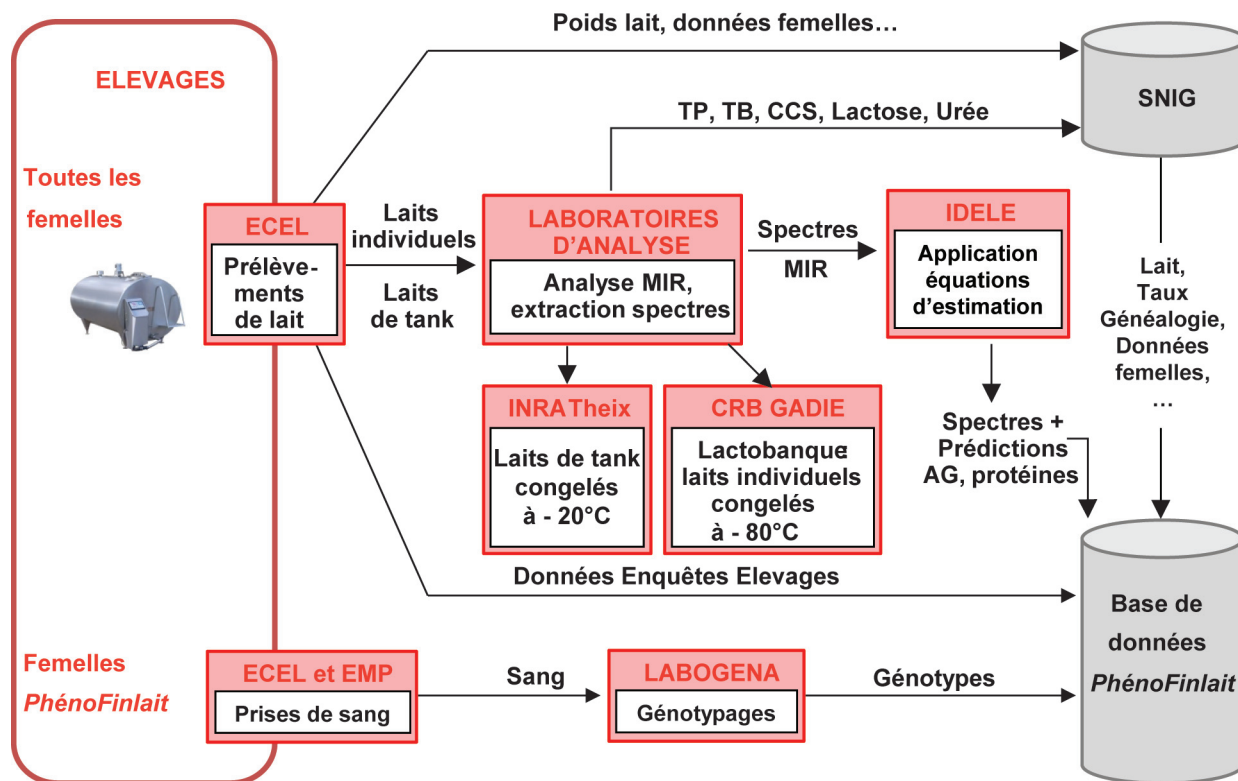 Poids lait, données femelles…
ELEVAGES
SNIG
TP, TB, CCS, Lactose, Urée
Toutes les
femelles
ECEL
Prélève-
ments
de lait
Laits
individuels
Laits
de tank
LABORATOIRES
D’ANALYSE
Analyse MIR,
extraction spectres
Spectres
MIR
IDELE
Application
équations
d’estimation
Lait,
Taux
Généalogie,
Données
femelles,
…
INRA Theix
Laits de tank
congelés
à - 20°C
CRB GADIE
Lactobanque:
laits individuels
congelés
à - 80°C
Spectres +
Prédictions
AG, protéines
Données Enquêtes Elevages
Base de
données
PhénoFinlait
Femelles
PhénoFinlait
ECEL et EMP
Prises de sang
Sang
LABOGENA
Génotypages
Génotypes